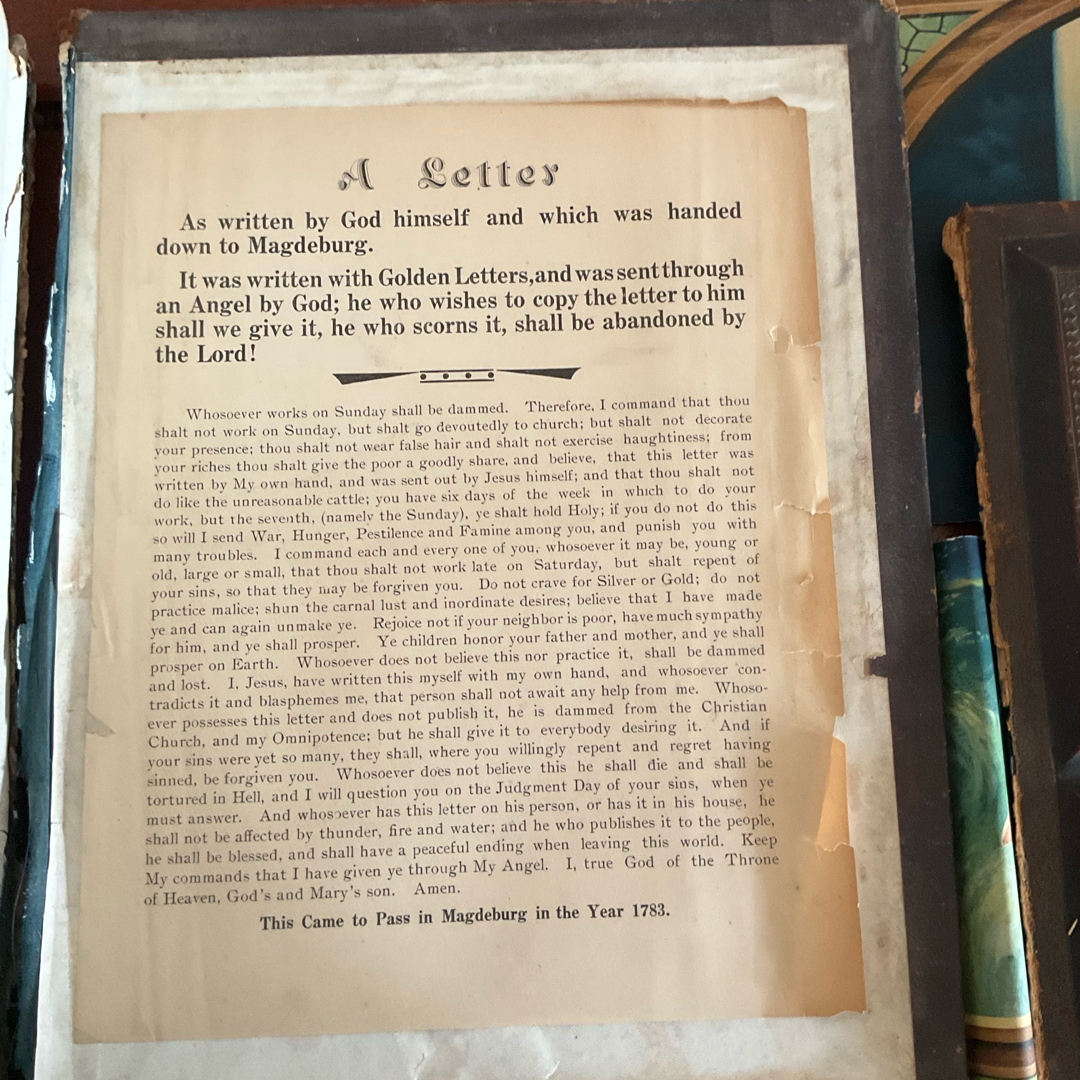 A Letter
As written by God himself and which was handed
down to Magdeburg.
It was written with Golden Letters,and was sent through
an Angel by God; he who wishes to copy the letter to him
shall we give it, he who scorns it, shall be abandoned by
the Lord!
Whosoever works on Sunday shall be dammed. Therefore, I command that thou
shalt not work on Sunday, but shalt go devoutedly to church; but shalt not decorate
your presence; thou shalt not wear false hair and shalt not exercise haughtiness; from
your riches thou shalt give the poor a goodly share, and believe, that this letter was
written by My own hand, and was sent out by Jesus himself; and that thou shalt not
do like the unreasonable cattle; you have six days of the week in which to do your
work, but the seventh, (namely the Sunday), ye shalt hold Holy; if you do not do this
so will I send War, Hunger, Pestilence and Famine among you, and punish you with
many troubles. I command each and every one of you, whosoever it may be, young or
old, large or small, that thou shalt not work late on Saturday, but shalt repent of
your sins, so that they may be forgiven you. Do not crave for Silver or Gold; do not
practice malice; shun the carnal lust and inordinate desires; believe that I have made
ye and can again unmake ye. Rejoice not if your neighbor is poor, have much sympathy
for him, and ye shall prosper. Ye children honor your father and mother, and ye shall
prosper on Earth. Whosoever does not believe this nor practice it, shall be dammed
and lost. I, Jesus, have written this myself with my own hand, and whosoever con-
tradicts it and blasphemes me, that person shall not await any help from me. Whoso-
ever possesses this letter and does not publish it, he is dammed from the Christian
Church, and my Omnipotence; but he shall give it to everybody desiring it. And if
your sins were yet so many, they shall, where you willingly repent and regret having
sinned, be forgiven you. Whosoever does not believe this he shall die and shall be
tortured in Hell, and I will question you on the Judgment Day of your sins, when ye
must answer. And whosoever has this letter on his person, or has it in his house, he
shall not be affected by thunder, fire and water; and he who publishes it to the people,
he shall be blessed, and shall have a peaceful ending when leaving this world. Keep
My commands that I have given ye through My Angel. I, true God of the Throne
of Heaven, God's and Mary's son. Amen.
This Came to Pass in Magdeburg in the Year 1783.